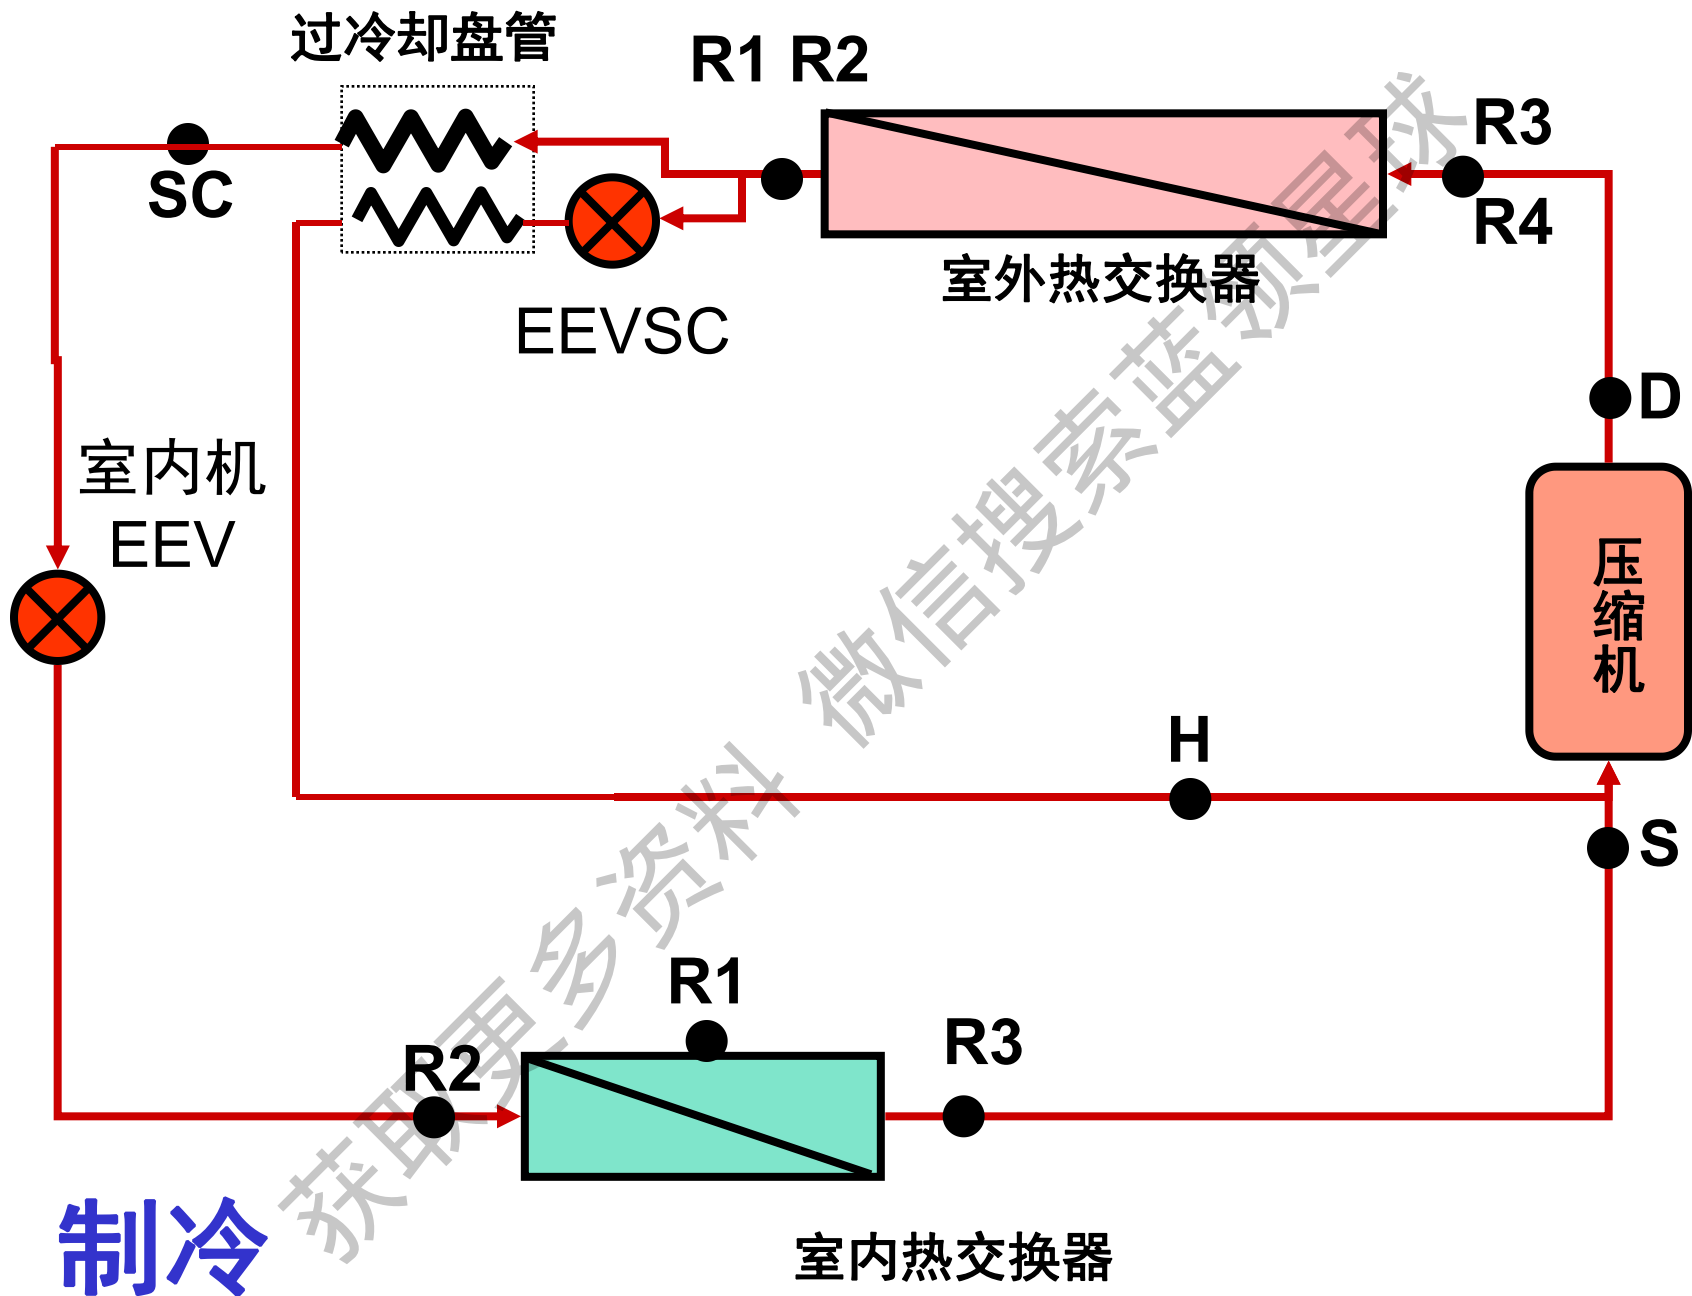 过冷却盘管
R1 R2
R3
SC
R4
室外热交换器
EEVSC
D
室内机
EEV
压
缩
机
H
S
R1
R2
R3
制冷
室内热交换器
获取更多资料 微信搜索蓝领星球